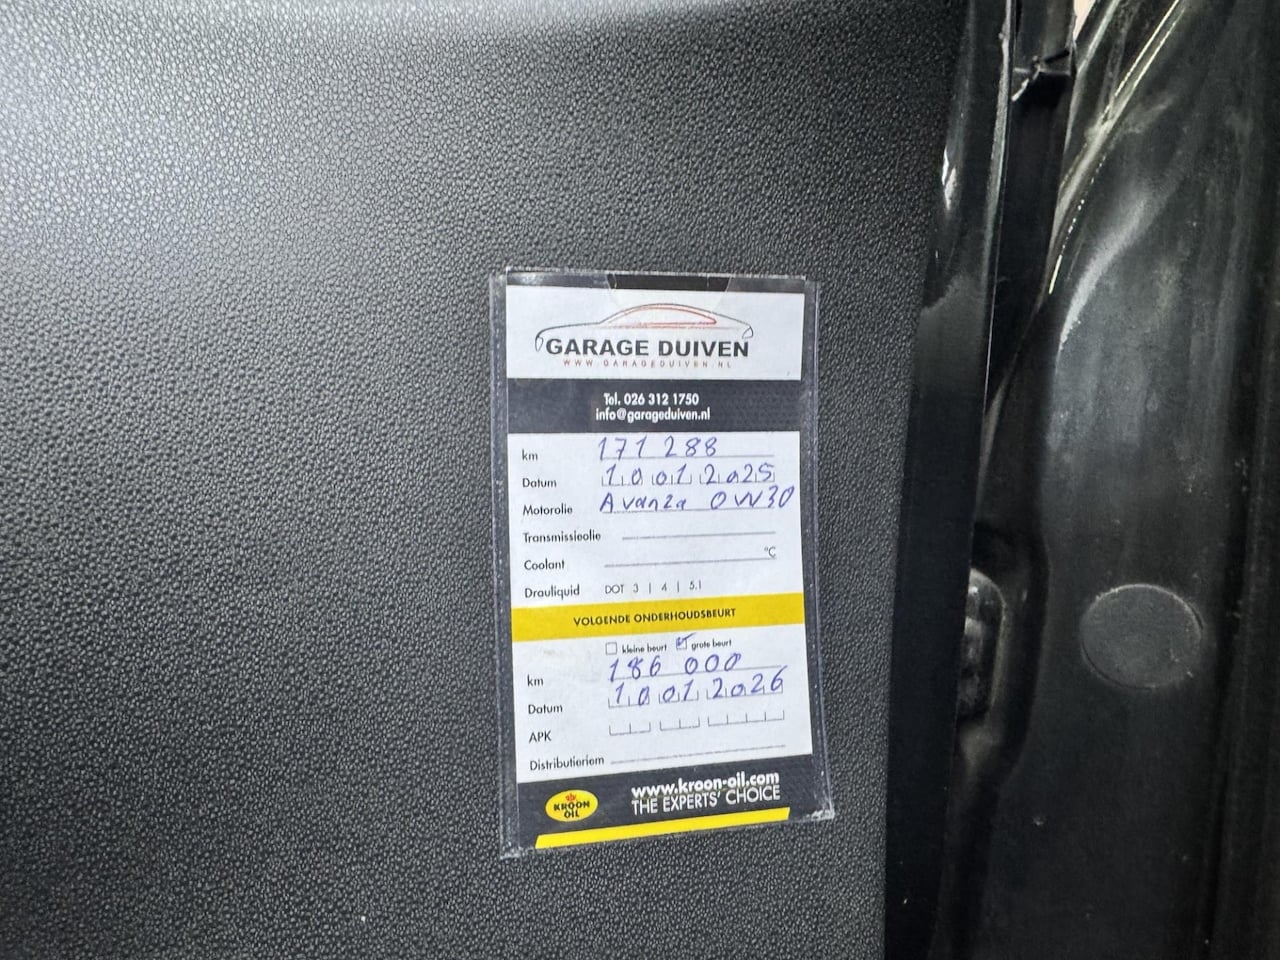 GARAGE DUIVEN
WWW.GARAGEDUIVEN.NL
Tel. 026 312 1750
info@garageduiven.nl
km 171 288
Datum 10 01 2025
Motorolie Avanza 0W30
Transmissieolie
Coolant °C
Drauliquid DOT 3 | 4 | 5.1
VOLGENDE ONDERHOUDSBEURT
kleine beurt grote beurt
km 186 000
Datum 10 01 2026
APK
Distributieriem
KROON OIL
www.kroon-oil.com
THE EXPERTS' CHOICE